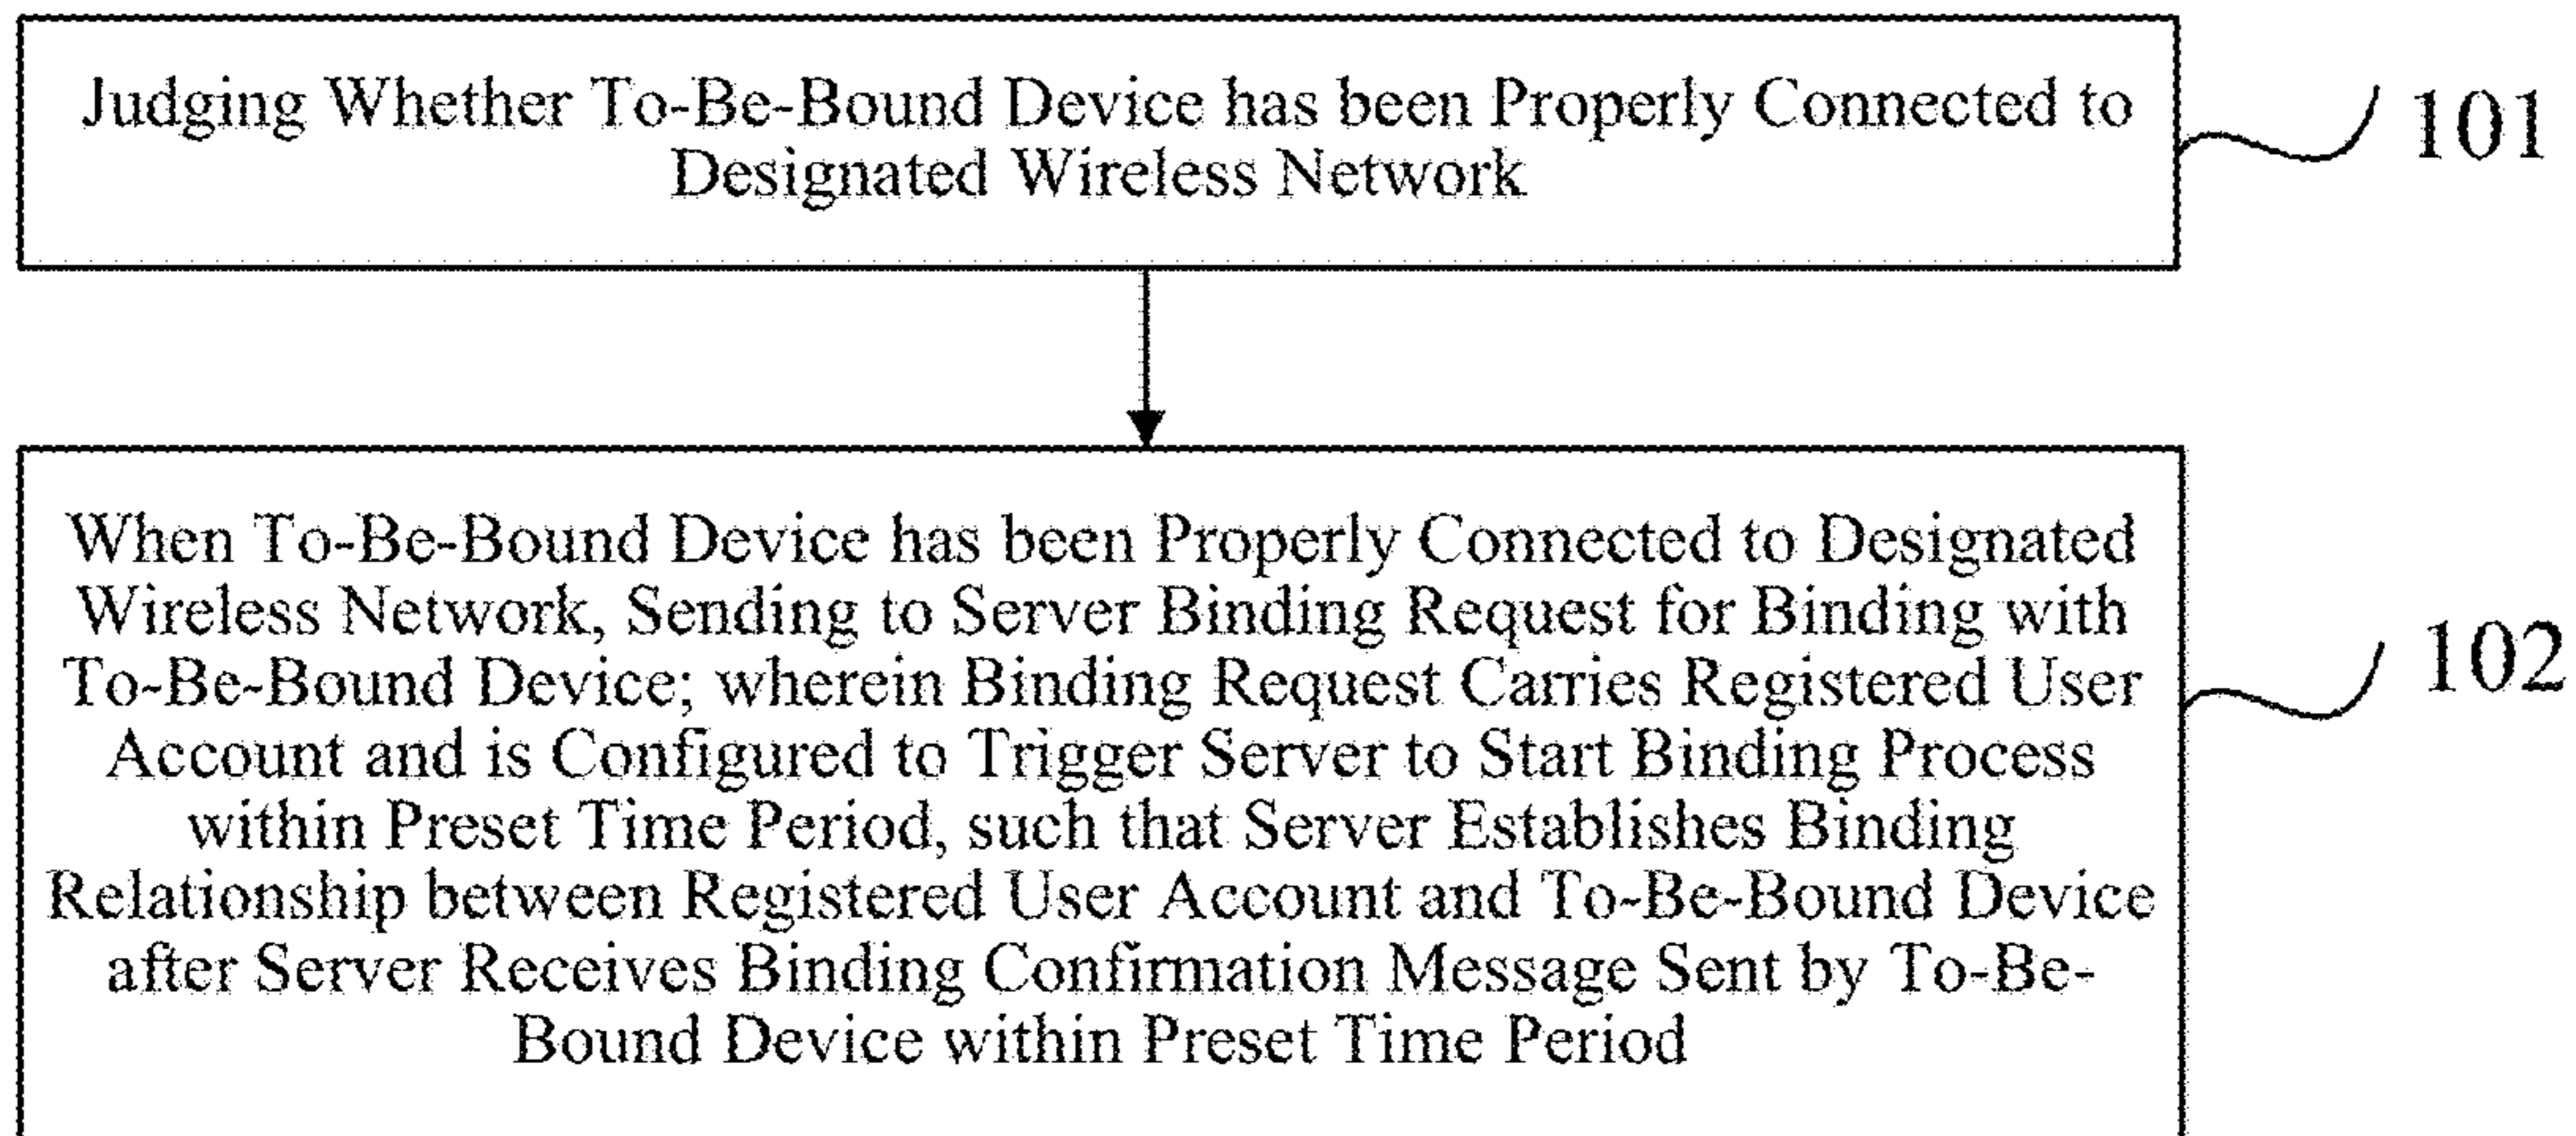 Judging Whether To-Be-Bound Device has been Properly Connected to
Designated Wireless Network
101
When To-Be-Bound Device has been Properly Connected to Designated
Wireless Network, Sending to Server Binding Request for Binding with
To-Be-Bound Device; wherein Binding Request Carries Registered User
Account and is Configured to Trigger Server to Start Binding Process
within Preset Time Period, such that Server Establishes Binding
Relationship between Registered User Account and To-Be-Bound Device
after Server Receives Binding Confirmation Message Sent by To-Be-
Bound Device within Preset Time Period
102